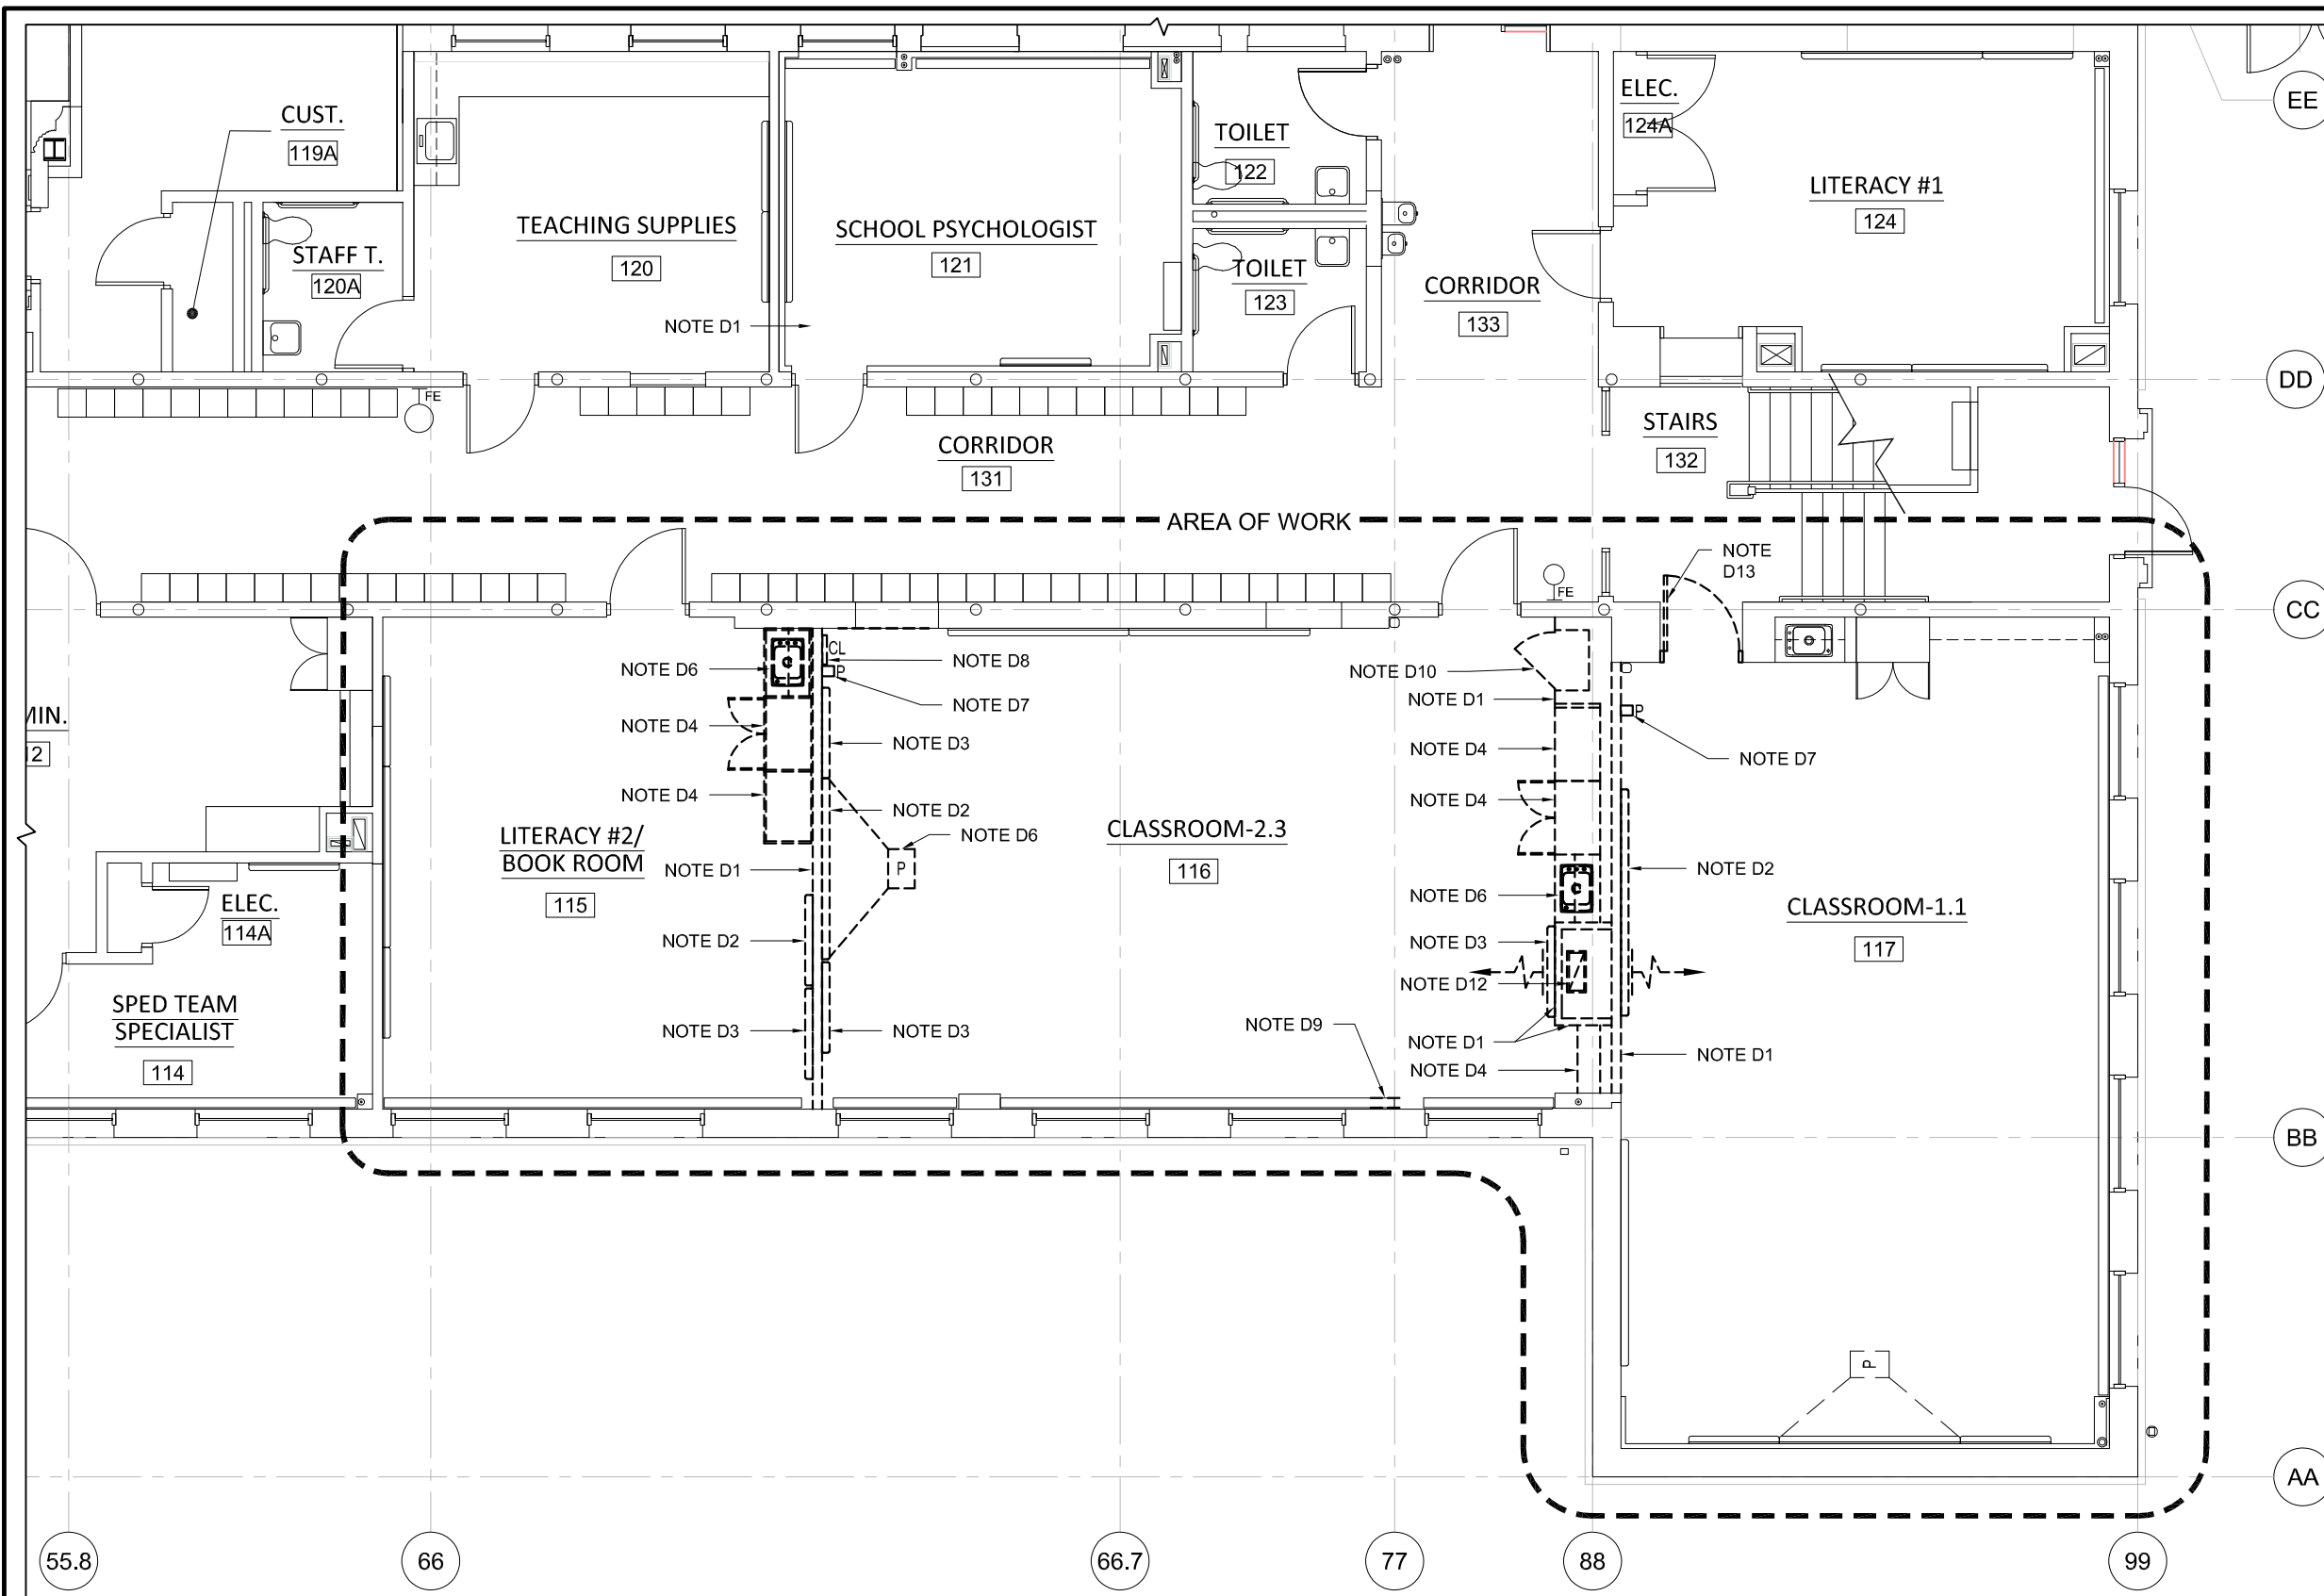 CUST.
119A
STAFF T.
120A
TEACHING SUPPLIES
120
NOTE D1
SCHOOL PSYCHOLOGIST
121
TOILET
122
TOILET
123
CORRIDOR
133
ELEC.
124A
LITERACY #1
124
EE
DD
FE
CORRIDOR
131
STAIRS
132
AREA OF WORK
NOTE
D13
FE
CC
NOTE D6
CL
P
NOTE D8
NOTE D7
NOTE D4
NOTE D3
NOTE D4
NOTE D2
NOTE D6
P
LITERACY #2/
BOOK ROOM
115
NOTE D1
NOTE D2
NOTE D3
NOTE D3
CLASSROOM-2.3
116
NOTE D10
NOTE D1
NOTE D4
NOTE D4
NOTE D6
NOTE D3
NOTE D12
NOTE D9
NOTE D1
NOTE D4
P
NOTE D7
NOTE D2
CLASSROOM-1.1
117
NOTE D1
P
MIN.
12
ELEC.
114A
SPED TEAM
SPECIALIST
114
BB
AA
55.8
66
66.7
77
88
99